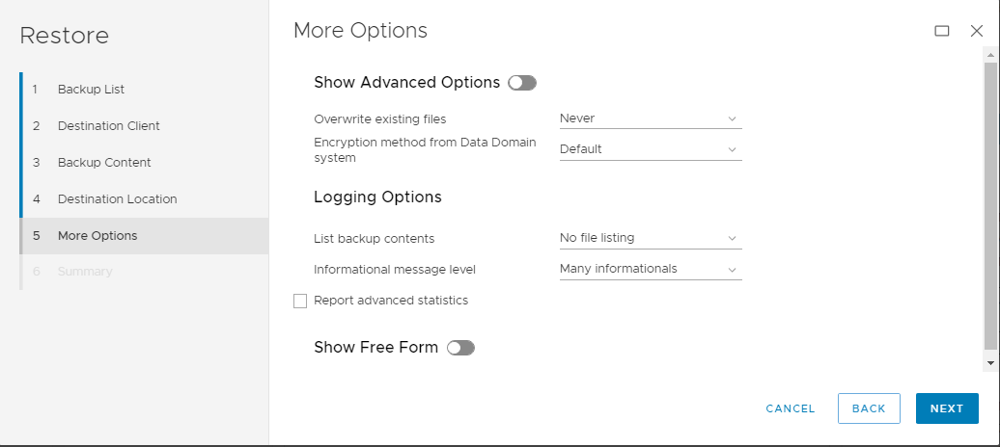 Restore
1 Backup List
2 Destination Client
3 Backup Content
4 Destination Location
5 More Options
6 Summary
More Options
Show Advanced Options
Overwrite existing files Never
Encryption method from Data Domain
system
Default
Logging Options
List backup contents No file listing
Informational message level Many informationals
Report advanced statistics
Show Free Form
CANCEL BACK NEXT